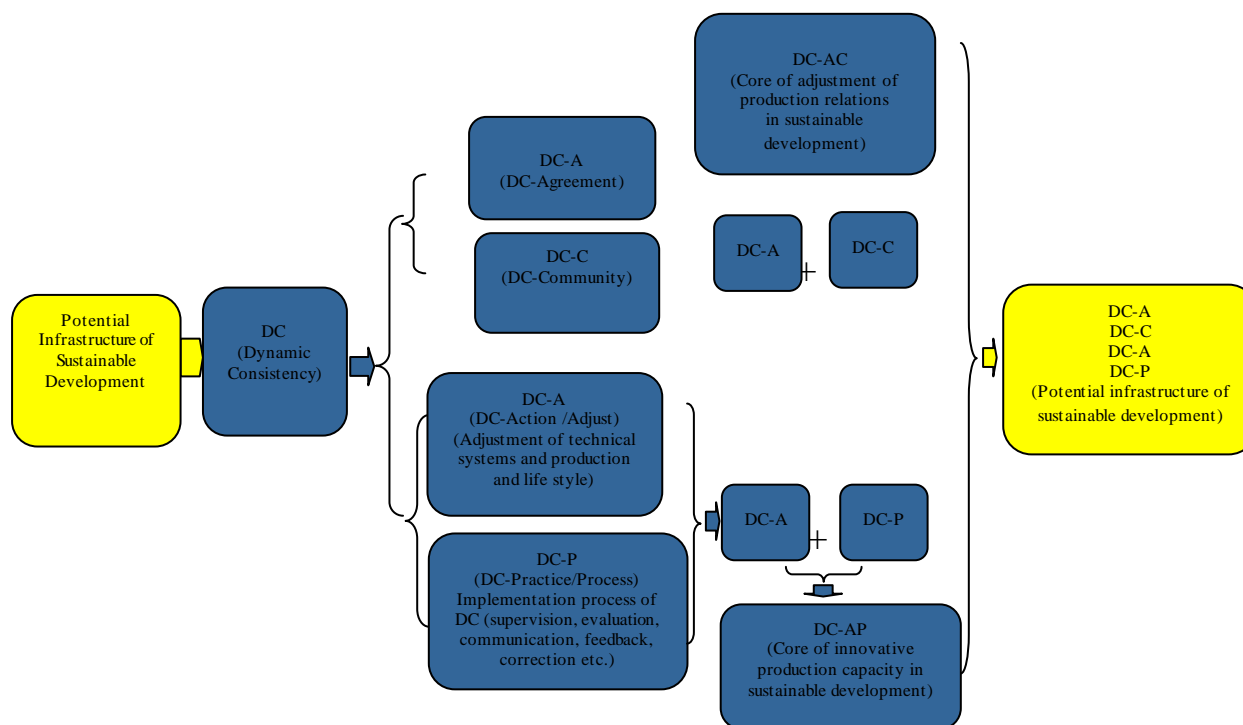 Potential
Infrastructure of
Sustainable
Development
DC
(Dynamic
Consistency)
DC-A
(DC-Agreement)
DC-C
(DC-Community)
DC-A
(DC-Action /Adjust)
(Adjustment of technical
systems and production
and life style)
DC-P
(DC-Practice/Process)
Implementation process of
DC (supervision, evaluation,
communication, feedback,
correction etc.)
DC-AC
(Core of adjustment of
production relations
in sustainable
development)
DC-A
+
DC-C
DC-A
+
DC-P
DC-AP
(Core of innovative
production capacity in
sustainable development)
DC-A
DC-C
DC-A
DC-P
(Potential infrastructure of
sustainable development)